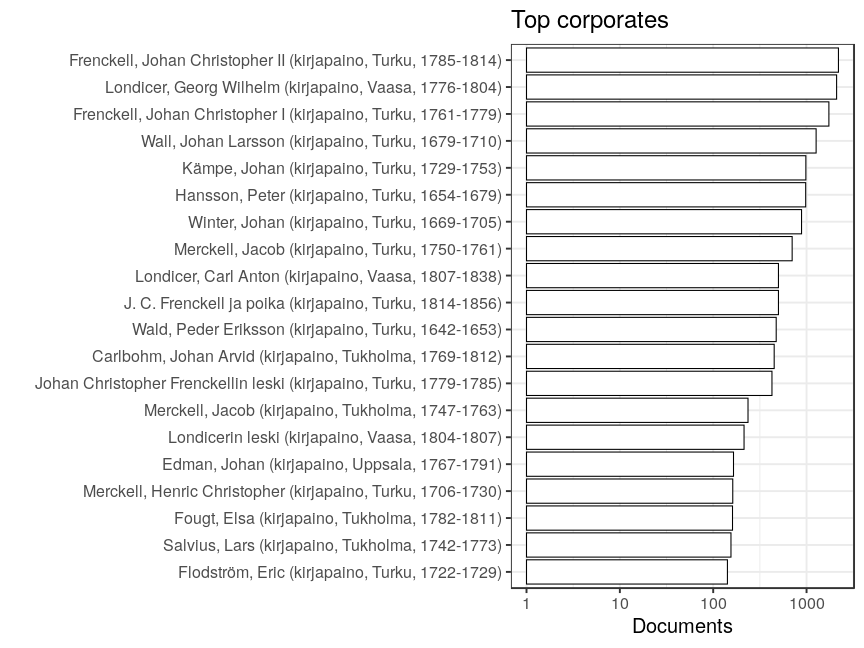 Top corporates
Frenckell, Johan Christopher II (kirjapaino, Turku, 1785-1814)
Londicer, Georg Wilhelm (kirjapaino, Vaasa, 1776-1804)
Frenckell, Johan Christopher I (kirjapaino, Turku, 1761-1779)
Wall, Johan Larsson (kirjapaino, Turku, 1679-1710)
Kämpe, Johan (kirjapaino, Turku, 1729-1753)
Hansson, Peter (kirjapaino, Turku, 1654-1679)
Winter, Johan (kirjapaino, Turku, 1669-1705)
Merckell, Jacob (kirjapaino, Turku, 1750-1761)
Londicer, Carl Anton (kirjapaino, Vaasa, 1807-1838)
J. C. Frenckell ja poika (kirjapaino, Turku, 1814-1856)
Wald, Peder Eriksson (kirjapaino, Turku, 1642-1653)
Carlbohm, Johan Arvid (kirjapaino, Tukholma, 1769-1812)
Johan Christopher Frenckellin leski (kirjapaino, Turku, 1779-1785)
Merckell, Jacob (kirjapaino, Tukholma, 1747-1763)
Londicerin leski (kirjapaino, Vaasa, 1804-1807)
Edman, Johan (kirjapaino, Uppsala, 1767-1791)
Merckell, Henric Christopher (kirjapaino, Turku, 1706-1730)
Fougt, Elsa (kirjapaino, Tukholma, 1782-1811)
Salvius, Lars (kirjapaino, Tukholma, 1742-1773)
Flodström, Eric (kirjapaino, Turku, 1722-1729)
1 10 100 1000
Documents